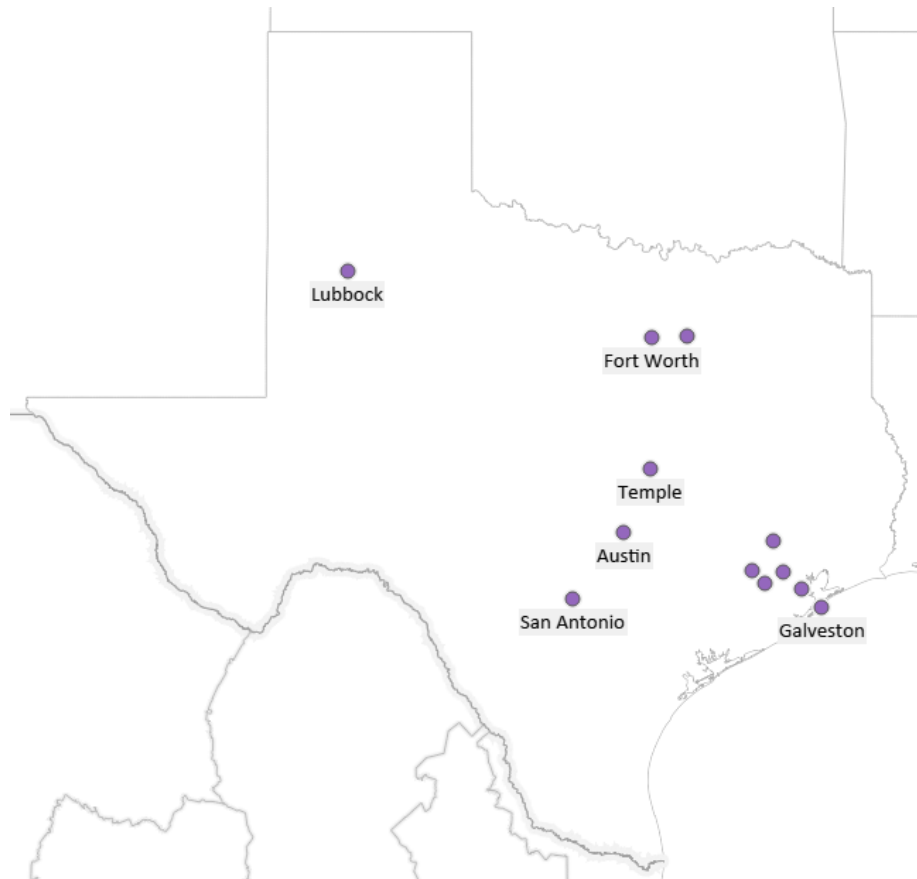 Lubbock
Fort Worth
Temple
Austin
San Antonio
Galveston